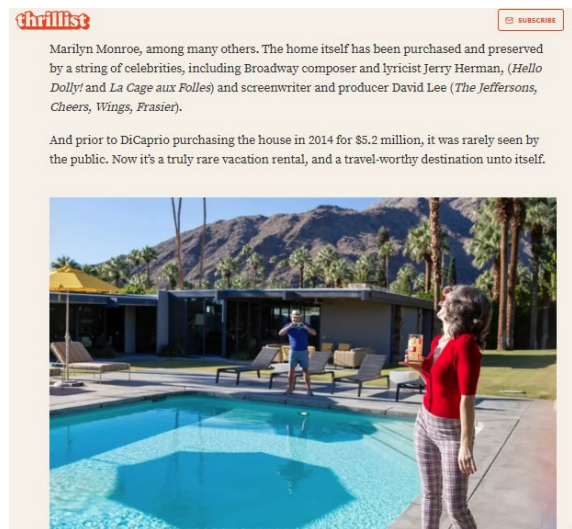 thrillist
SUBSCRIBE
Marilyn Monroe, among many others. The home itself has been purchased and preserved
by a string of celebrities, including Broadway composer and lyricist Jerry Herman, (Hello
Dolly! and La Cage aux Folles) and screenwriter and producer David Lee (The Jeffersons,
Cheers, Wings, Frasier).
And prior to DiCaprio purchasing the house in 2014 for $5.2 million, it was rarely seen by
the public. Now it's a truly rare vacation rental, and a travel-worthy destination unto itself.